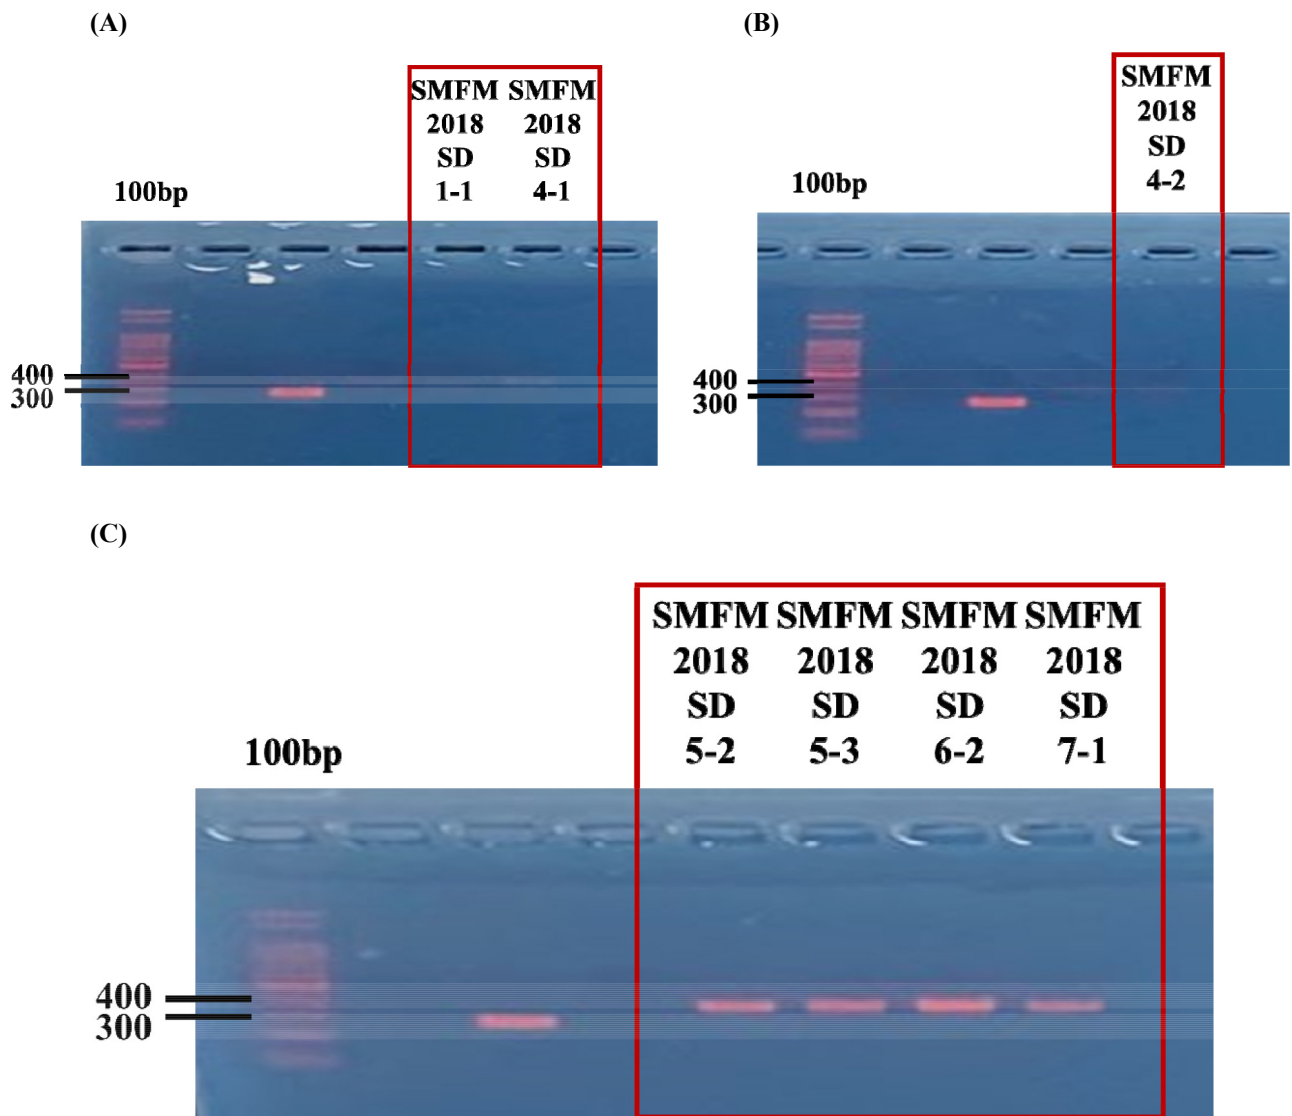 (A)
(B)
SMFM SMFM
2018 2018
SD SD
1-1 4-1
100bp
400
300
SMFM
2018
SD
4-2
100bp
400
300
(C)
SMFM SMFM SMFM SMFM
2018 2018 2018 2018
SD SD SD SD
5-2 5-3 6-2 7-1
100bp
400
300